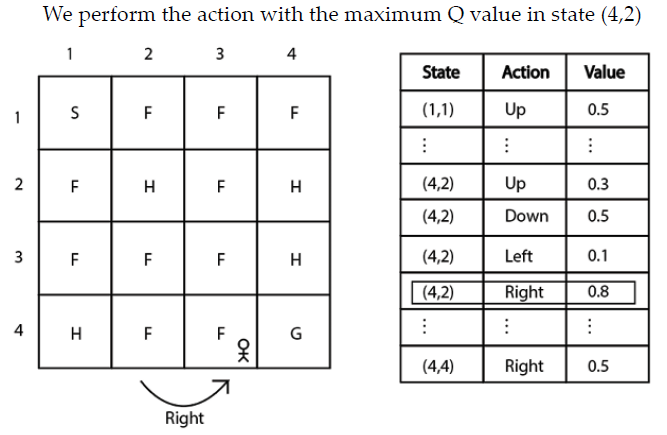 We perform the action with the maximum Q value in state (4,2)
1 2 3 4
1 S F F F
2 F H F H
3 F F F H
4 H F F G
Right
State Action Value
(1,1) Up 0.5
⋮ ⋮ ⋮
(4,2) Up 0.3
(4,2) Down 0.5
(4,2) Left 0.1
(4,2) Right 0.8
⋮ ⋮ ⋮
(4,4) Right 0.5